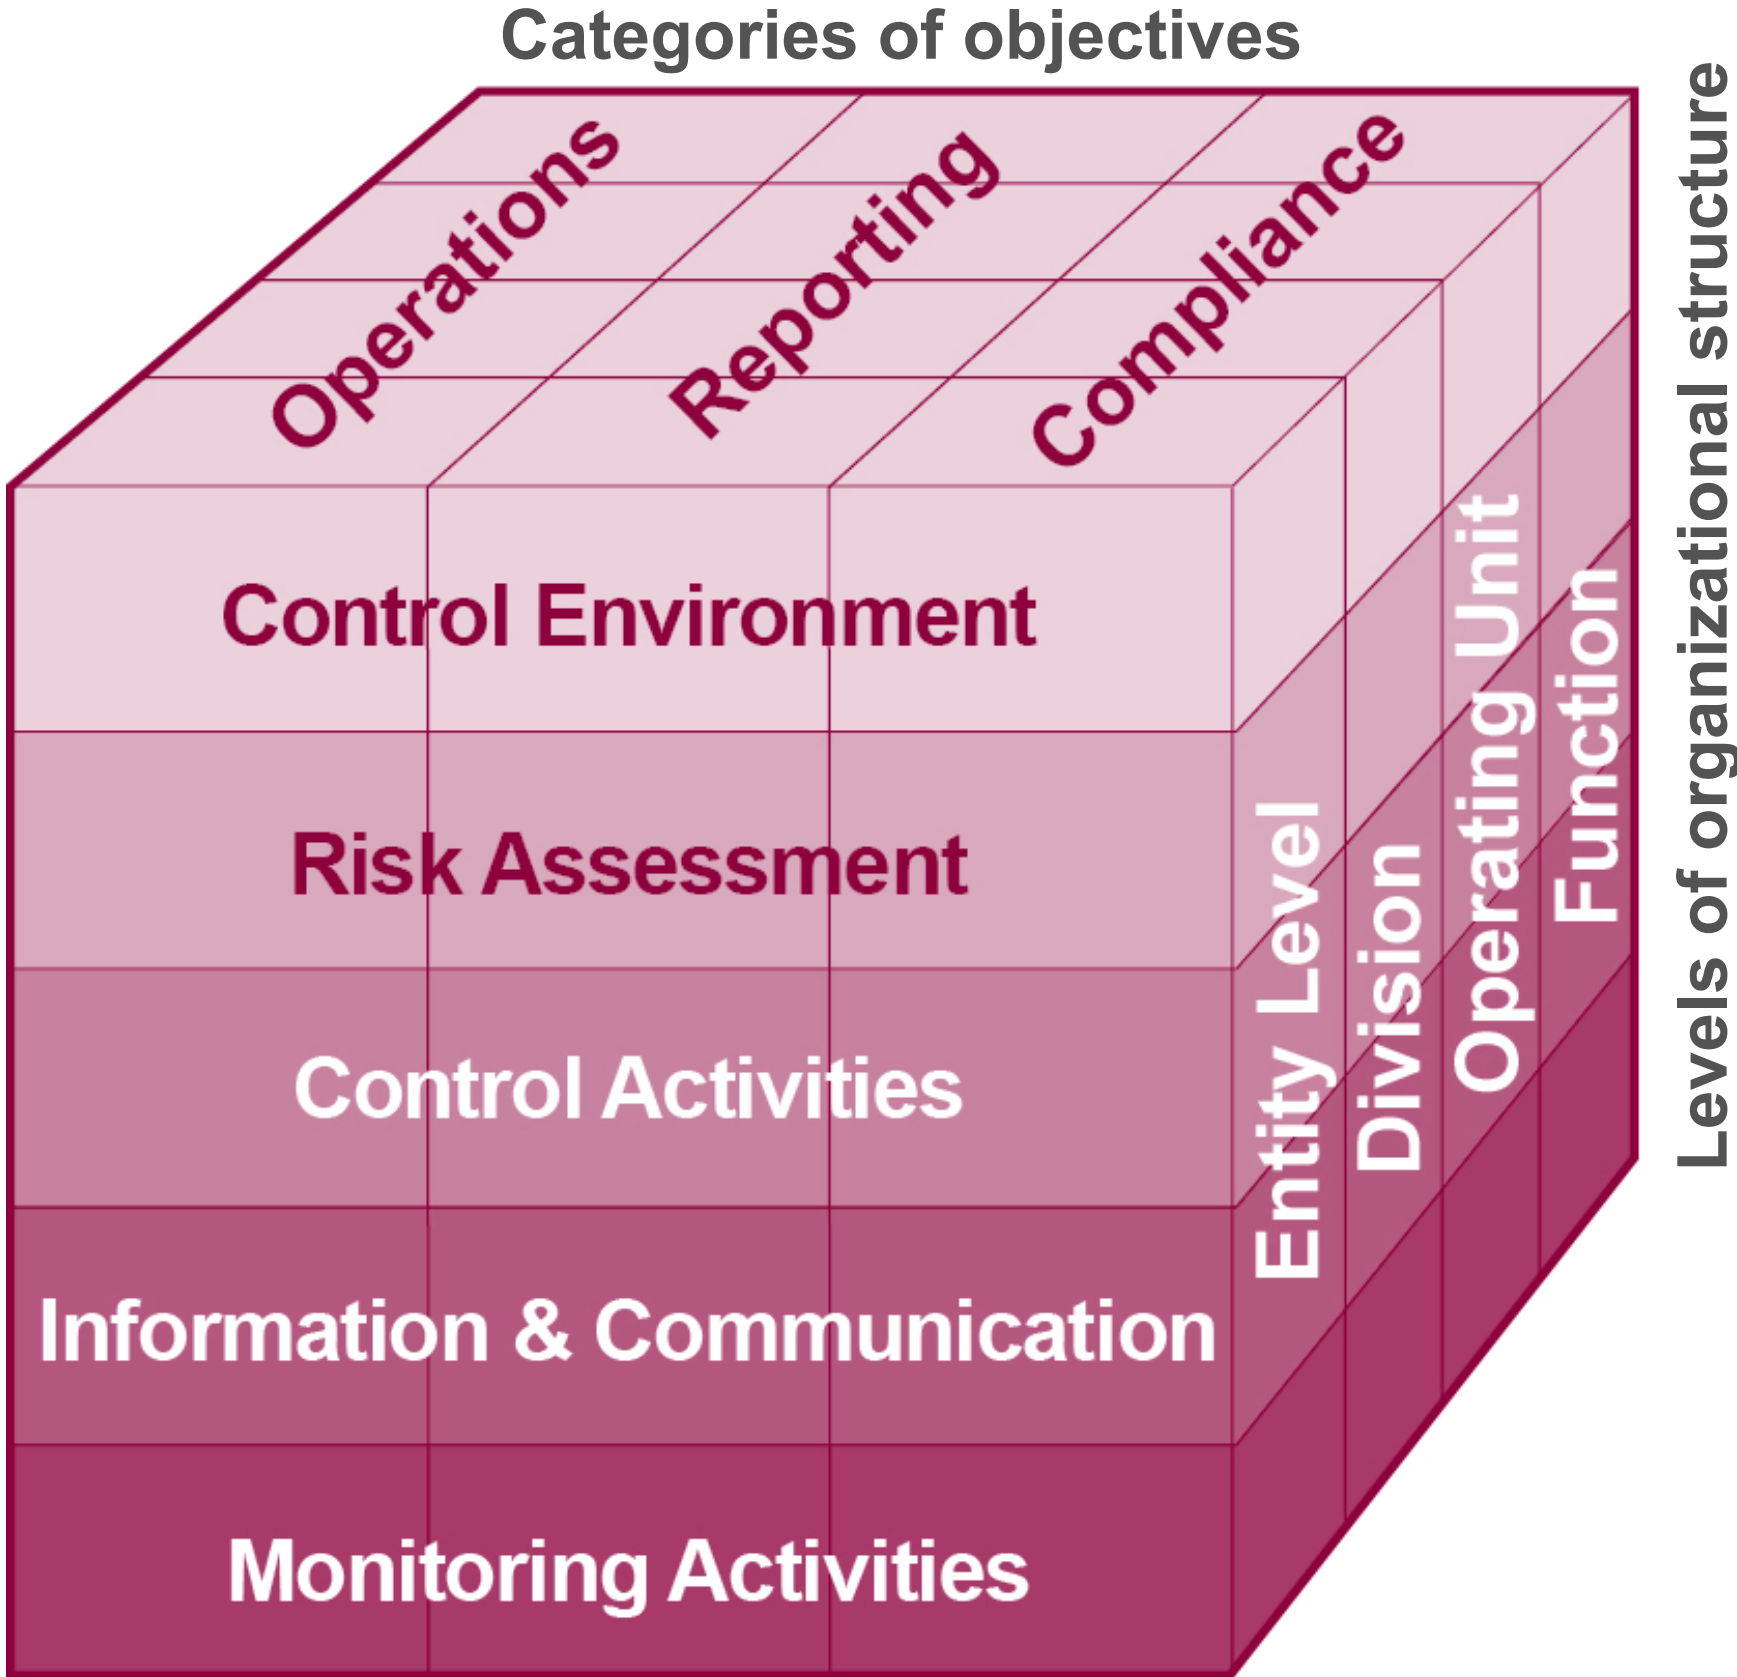 Categories of objectives
Operations
Reporting
Compliance
Control Environment
Risk Assessment
Control Activities
Information & Communication
Monitoring Activities
Entity Level
Division
Operating Unit
Function
Levels of organizational structure